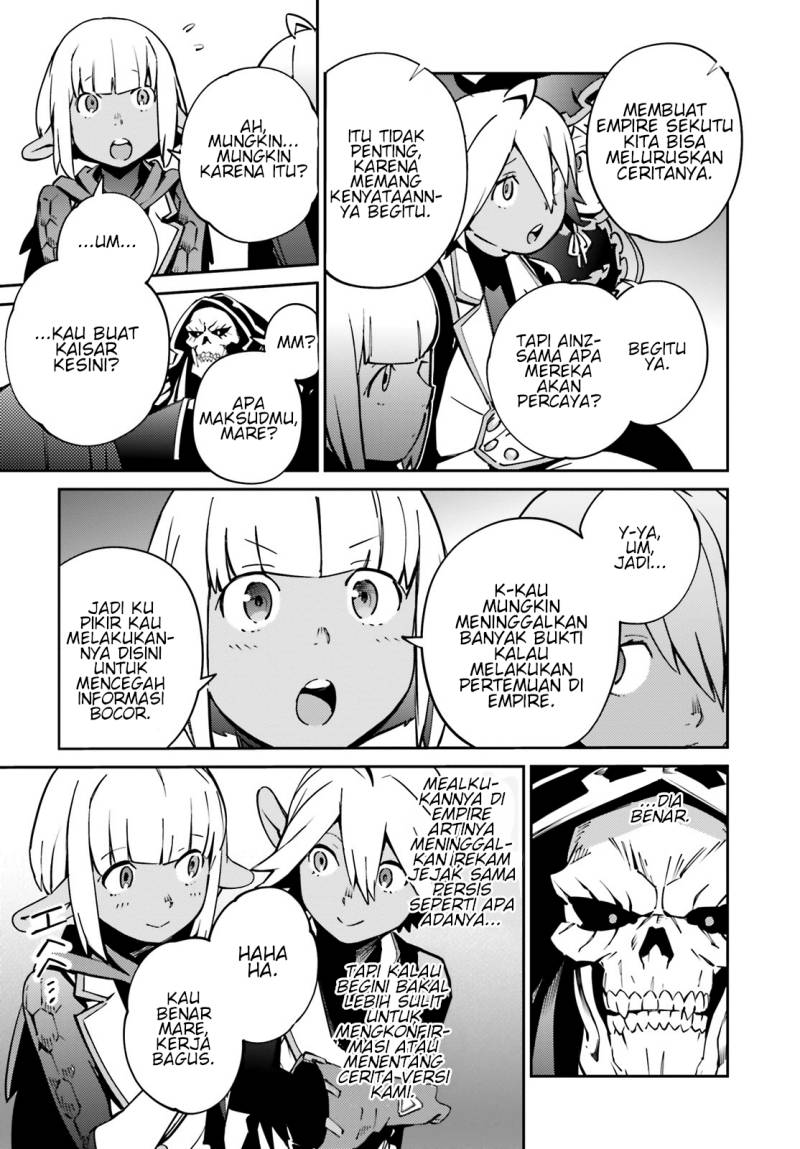 MEMBUAT
EMPIRE SEKUTU
KITA BISA
MELURUSKAN
CERITANYA.
ITU TIDAK
PENTING,
KARENA
MEMANG
KENYATAANN-
YA BEGITU.
BEGITU
YA.
TAPI AINZ-
SAMA APA
MEREKA
AKAN
PERCAYA?
AH,
MUNGKIN...
MUNGKIN
KARENA ITU?
...UM...
...KAU BUAT
KAISAR
KESINI?
MM?
APA
MAKSUDMU,
MARE?
Y-YA,
UM,
JADI...
K-KAU
MUNGKIN
MENINGGALKAN
BANYAK BUKTI
KALAU
MELAKUKAN
PERTEMUAN DI
EMPIRE.
JADI KU
PIKIR KAU
MELAKUKAN-
NYA DISINI
UNTUK
MENCEGAH
INFORMASI
BOCOR.
...DIA
BENAR.
MEALKU-
KANNYA DI
EMPIRE
ARTINYA
MENINGGAL-
KAN REKAM
JEJAK SAMA
PERSIS
SEPERTI APA
ADANYA...
TAPI KALAU
BEGINI BAKAL
LEBIH SULIT
UNTUK
MENGKONFIR-
MASI ATAU
MENENTANG
CERITA VERSI
KAMI.
HAHA
HA.
KAU
BENAR
MARE,
KERJA
BAGUS.
エへへ